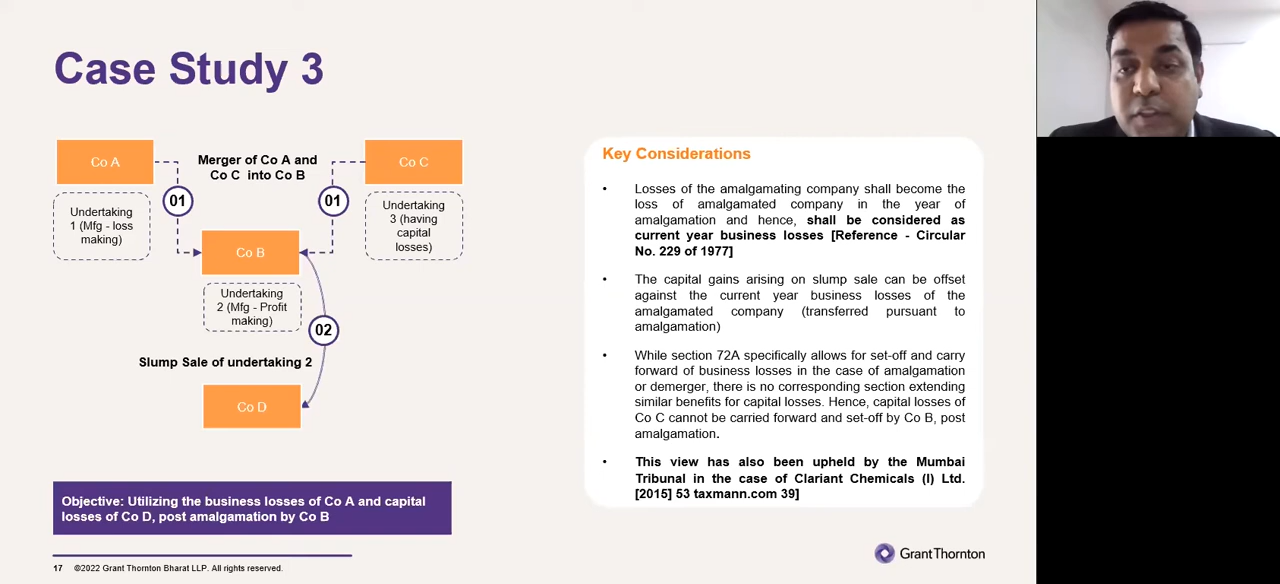 Case Study 3
Co A
Merger of Co A and
Co C into Co B
Co C
01
01
Undertaking
1 (Mfg - loss
making)
Undertaking
3 (having
capital
losses)
Co B
Undertaking
2 (Mfg - Profit
making)
02
Slump Sale of undertaking 2
Co D
Objective: Utilizing the business losses of Co A and capital
losses of Co D, post amalgamation by Co B
Key Considerations
• Losses of the amalgamating company shall become the
loss of amalgamated company in the year of
amalgamation and hence, shall be considered as
current year business losses [Reference - Circular
No. 229 of 1977]
• The capital gains arising on slump sale can be offset
against the current year business losses of the
amalgamated company (transferred pursuant to
amalgamation)
• While section 72A specifically allows for set-off and carry
forward of business losses in the case of amalgamation
or demerger, there is no corresponding section extending
similar benefits for capital losses. Hence, capital losses of
Co C cannot be carried forward and set-off by Co B, post
amalgamation.
• This view has also been upheld by the Mumbai
Tribunal in the case of Clariant Chemicals (I) Ltd.
[2015] 53 taxmann.com 39]
17 ©2022 Grant Thornton Bharat LLP. All rights reserved.
GrantThornton